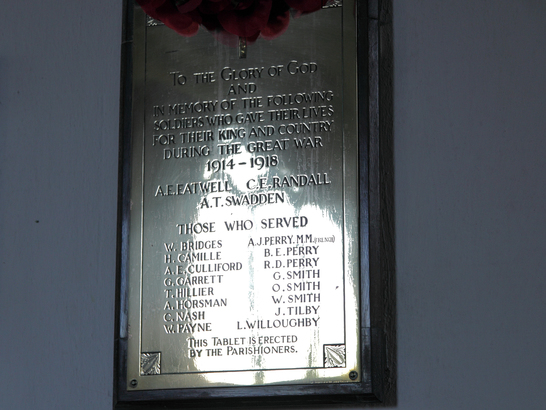 To the Glory of God
and
in memory of the following
soldiers who gave their lives
for their King and Country
during the Great War
1914 – 1918
A.E. Eatwell C.E. Randall
A.T. Swadden
Those who served
W. Bridges A.J. Perry, M.M.
H. Camille B.E. Perry
A.E. Culliford R.D. Perry
G. Garrett G. Smith
T. Hillier O. Smith
A. Horsman W. Smith
C. Nash J. Tilby
W. Payne L. Willoughby
This Tablet is erected
by the Parishioners.